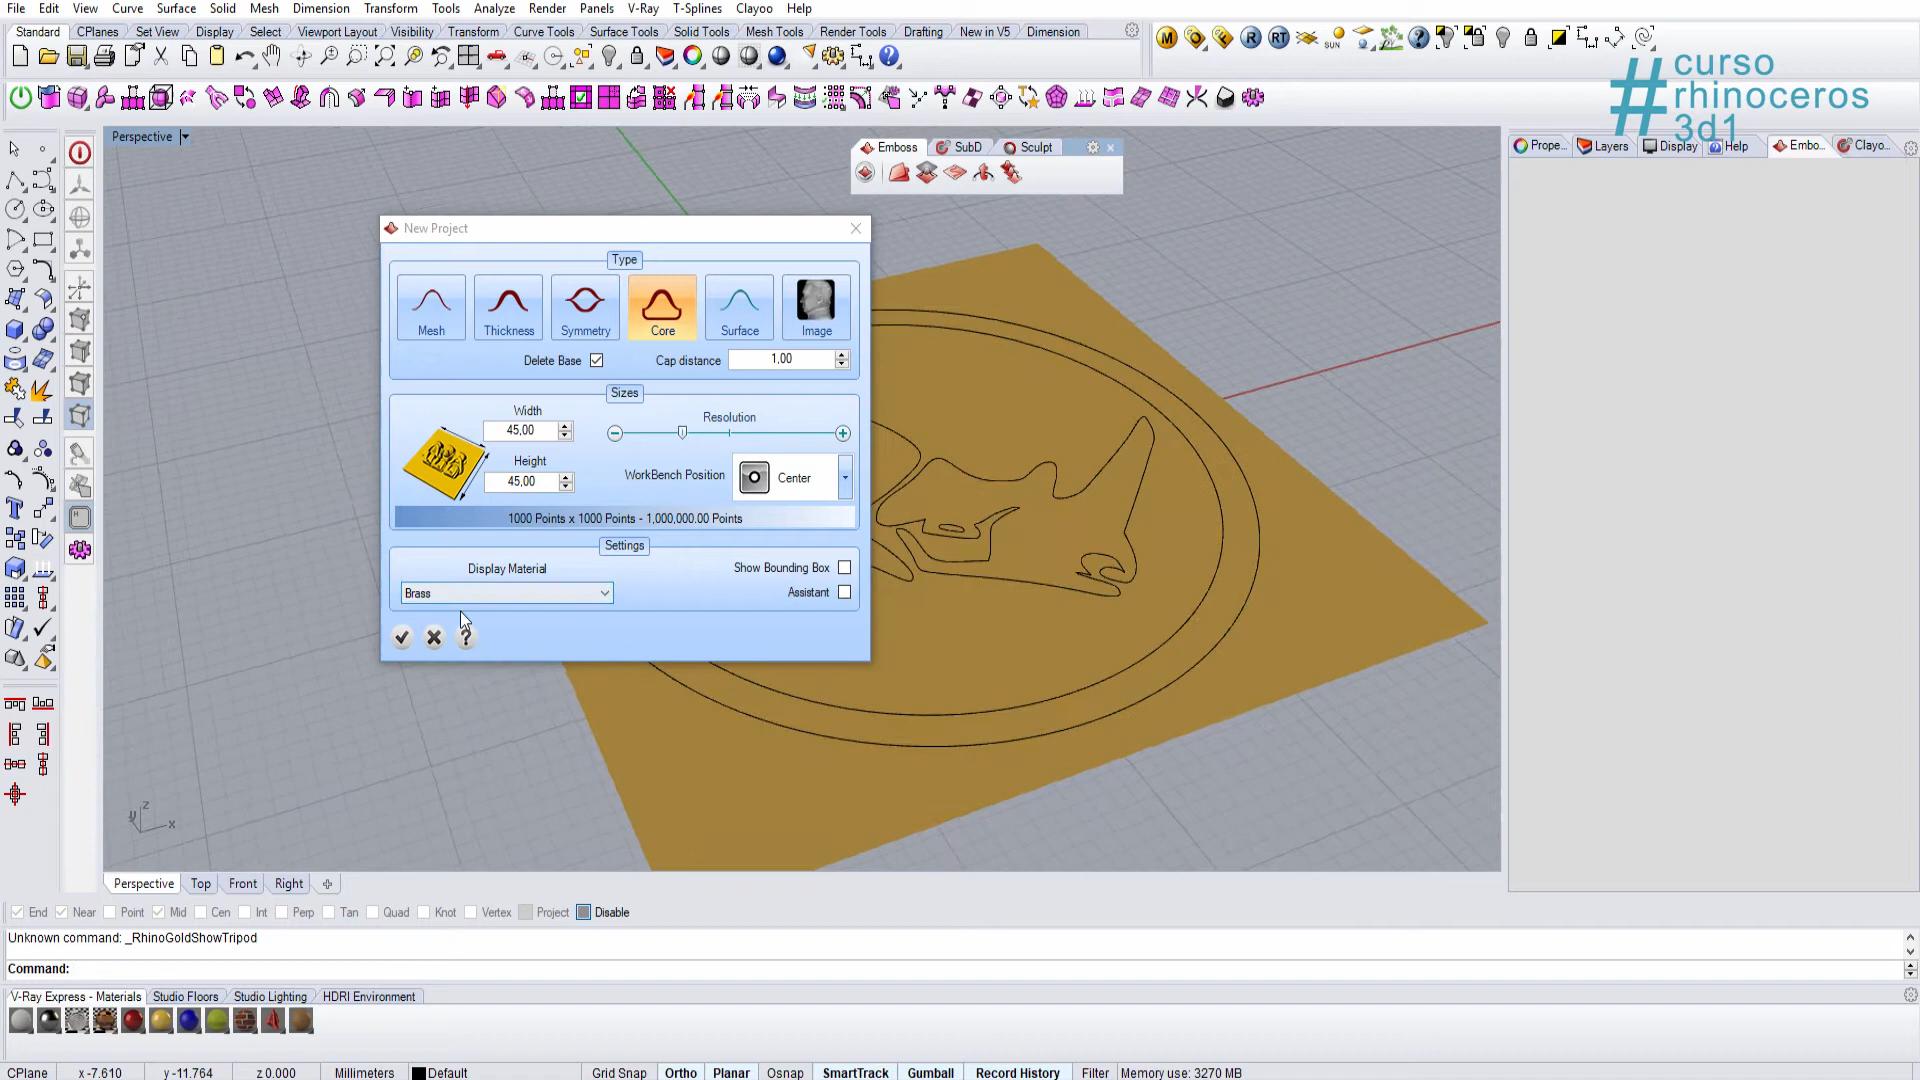 File Edit View Curve Surface Solid Mesh Dimension Transform Tools Analyze Render Panels V-Ray T-Splines Clayoo Help
Standard CPlanes Set View Display Select Viewport Layout Visibility Transform Curve Tools Surface Tools Solid Tools Mesh Tools Render Tools Drafting New in V5 Dimension
M R RT SUN
# curso
rhinoceros
3d1
Perspective
Emboss SubD Sculpt
Prope... Layers Display Help Embo... Clayo...
New Project
Type
Mesh Thickness Symmetry Core Surface Image
Delete Base Cap distance 1,00
Sizes
Width
45,00
Resolution
Height
45,00
WorkBench Position Center
1000 Points x 1000 Points - 1,000,000.00 Points
Settings
Display Material
Show Bounding Box
Brass
Assistant
z
y
x
Perspective Top Front Right
End Near Point Mid Cen Int Perp Tan Quad Knot Vertex Project Disable
Unknown command: _RhinoGoldShowTripod
Command:
V-Ray Express - Materials Studio Floors Studio Lighting HDRI Environment
CPlane x -7.610 y -11.764 z 0.000 Millimeters Default Grid Snap Ortho Planar Osnap SmartTrack Gumball Record History Filter Memory use: 3270 MB